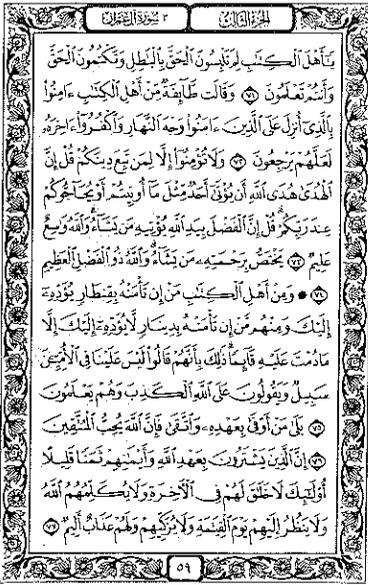 الجزء الثالث ٣ سورة آل عمران
يَٰٓأَهْلَ ٱلْكِتَٰبِ لِمَ تَلْبِسُونَ ٱلْحَقَّ بِٱلْبَٰطِلِ وَتَكْتُمُونَ ٱلْحَقَّ
وَأَنتُمْ تَعْلَمُونَ ٧١ وَقَالَت طَّآئِفَةٌ مِّنْ أَهْلِ ٱلْكِتَٰبِ ءَامِنُوا۟
بِٱلَّذِىٓ أُنزِلَ عَلَى ٱلَّذِينَ ءَامَنُوا۟ وَجْهَ ٱلنَّهَارِ وَٱكْفُرُوٓا۟ ءَاخِرَهُۥ
لَعَلَّهُمْ يَرْجِعُونَ ٧٢ وَلَا تُؤْمِنُوٓا۟ إِلَّا لِمَن تَبِعَ دِينَكُمْ قُلْ إِنَّ
ٱلْهُدَىٰ هُدَى ٱللَّهِ أَن يُؤْتَىٰٓ أَحَدٌ مِّثْلَ مَآ أُوتِيتُمْ أَوْ يُحَآجُّوكُمْ
عِندَ رَبِّكُمْ قُلْ إِنَّ ٱلْفَضْلَ بِيَدِ ٱللَّهِ يُؤْتِيهِ مَن يَشَآءُ وَٱللَّهُ وَٰسِعٌ
عَلِيمٌ ٧٣ يَخْتَصُّ بِرَحْمَتِهِۦ مَن يَشَآءُ وَٱللَّهُ ذُو ٱلْفَضْلِ ٱلْعَظِيمِ
٧٤ ۞ وَمِنْ أَهْلِ ٱلْكِتَٰبِ مَنْ إِن تَأْمَنْهُ بِقِنطَارٍ يُؤَدِّهِۦٓ
إِلَيْكَ وَمِنْهُم مَّنْ إِن تَأْمَنْهُ بِدِينَارٍ لَّا يُؤَدِّهِۦٓ إِلَيْكَ إِلَّا
مَا دُمْتَ عَلَيْهِ قَآئِمًا ذَٰلِكَ بِأَنَّهُمْ قَالُوا۟ لَيْسَ عَلَيْنَا فِى ٱلْأُمِّيِّـۧنَ
سَبِيلٌ وَيَقُولُونَ عَلَى ٱللَّهِ ٱلْكَذِبَ وَهُمْ يَعْلَمُونَ
٧٥ بَلَىٰ مَنْ أَوْفَىٰ بِعَهْدِهِۦ وَٱتَّقَىٰ فَإِنَّ ٱللَّهَ يُحِبُّ ٱلْمُتَّقِينَ
٧٦ إِنَّ ٱلَّذِينَ يَشْتَرُونَ بِعَهْدِ ٱللَّهِ وَأَيْمَٰنِهِمْ ثَمَنًا قَلِيلًا
أُو۟لَٰٓئِكَ لَا خَلَٰقَ لَهُمْ فِى ٱلْـَٔاخِرَةِ وَلَا يُكَلِّمُهُمُ ٱللَّهُ
وَلَا يَنظُرُ إِلَيْهِمْ يَوْمَ ٱلْقِيَٰمَةِ وَلَا يُزَكِّيهِمْ وَلَهُمْ عَذَابٌ أَلِيمٌ ٧٧
٥٩